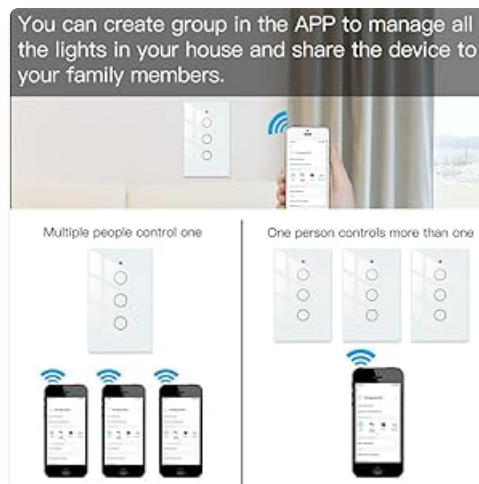 You can create group in the APP to manage all
the lights in your house and share the device to
your family members.
Multiple people control one
One person controls more than one